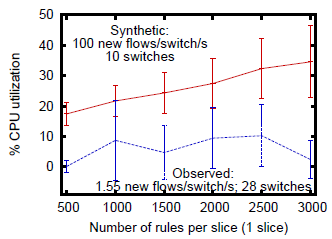 50
40
30
20
10
0
% CPU utilization
Synthetic:
100 new flows/switch/s
10 switches
Observed:
1.55 new flows/switch/s; 28 switches
500 1000 1500 2000 2500 3000
Number of rules per slice (1 slice)